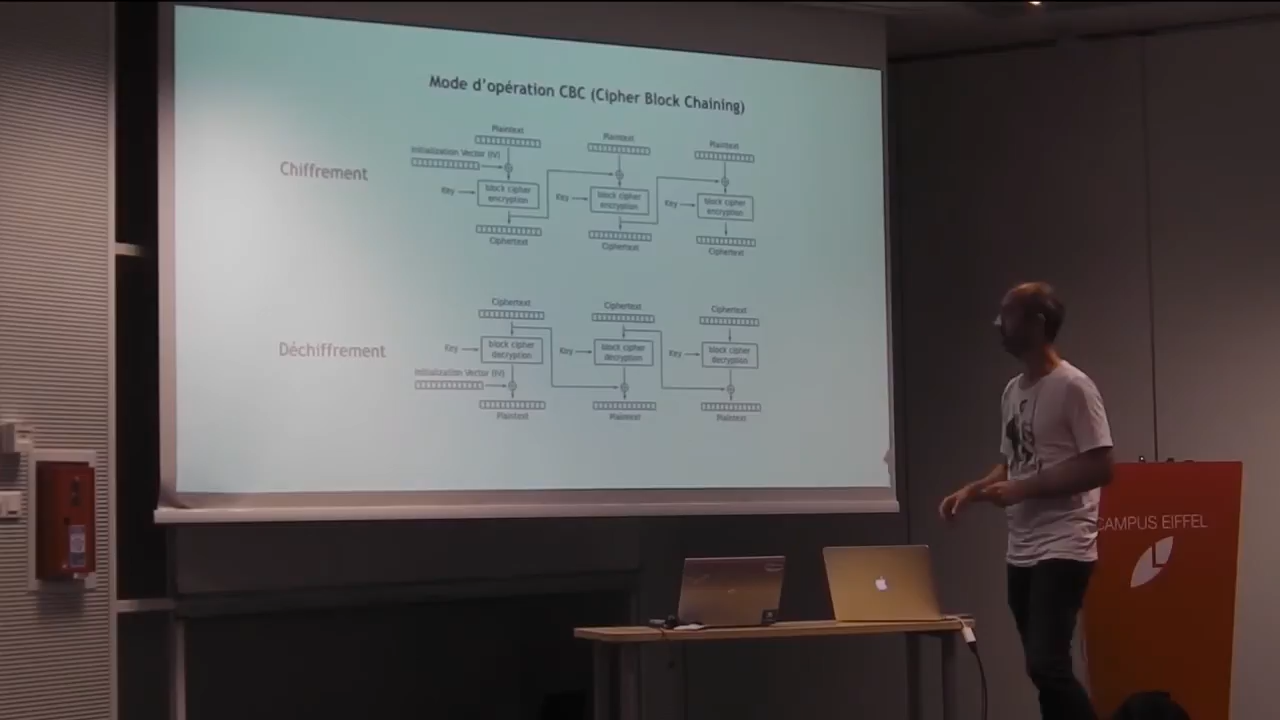 Mode d'opération CBC (Cipher Block Chaining)
Chiffrement
Plaintext
Plaintext
Plaintext
Initialization Vector (IV)
Key
block cipher
encryption
Key
block cipher
encryption
Key
block cipher
encryption
Ciphertext
Ciphertext
Ciphertext
Déchiffrement
Ciphertext
Ciphertext
Ciphertext
Key
block cipher
decryption
Key
block cipher
decryption
Key
block cipher
decryption
Initialization Vector (IV)
Plaintext
Plaintext
Plaintext
CAMPUS EIFFEL